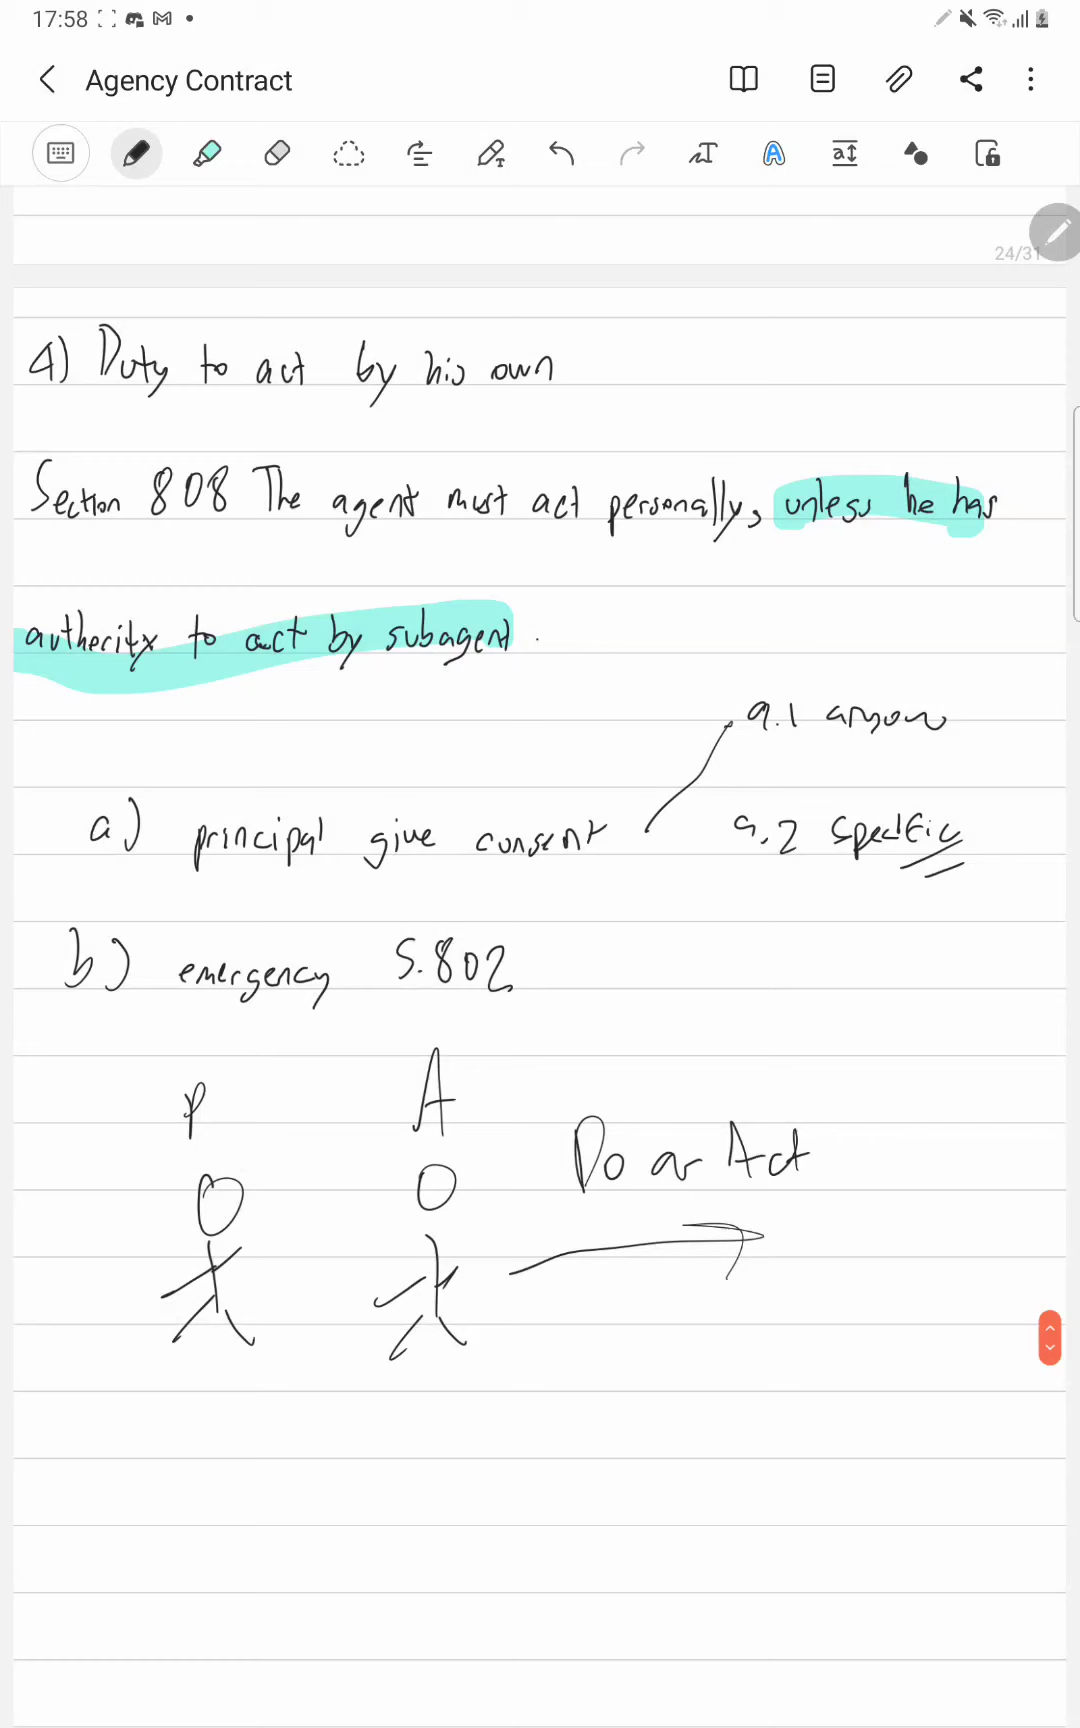 17:58
Agency Contract
24/31
4) Duty to act by his own
Section 808 The agent must act personally, unless he has
authority to act by subagent.
a.1 anyone
a) principal give consent
a.2 specific
b) emergency S.802
P A
Do an Act